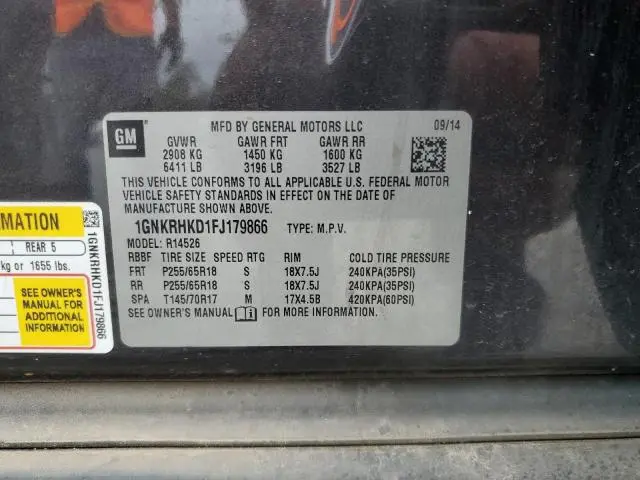 GM
MFD BY GENERAL MOTORS LLC 09/14
GVWR GAWR FRT GAWR RR
2908 KG 1450 KG 1600 KG
6411 LB 3196 LB 3527 LB
THIS VEHICLE CONFORMS TO ALL APPLICABLE U.S. FEDERAL MOTOR
VEHICLE SAFETY STANDARDS IN EFFECT ON THE DATE OF
MANUFACTURE SHOWN ABOVE.
1GNKRHKD1FJ179866 TYPE: M.P.V.
MODEL: R14526
RBBF TIRE SIZE SPEED RTG RIM COLD TIRE PRESSURE
FRT P255/65R18 S 18X7.5J 240KPA(35PSI)
RR P255/65R18 S 18X7.5J 240KPA(35PSI)
SPA T145/70R17 M 17X4.5B 420KPA(60PSI)
SEE OWNER'S MANUAL FOR MORE INFORMATION.
MATION
REAR 5
kg or 1655 lbs.
SEE OWNER'S
MANUAL FOR
ADDITIONAL
INFORMATION
1GNKRHKD1FJ179866